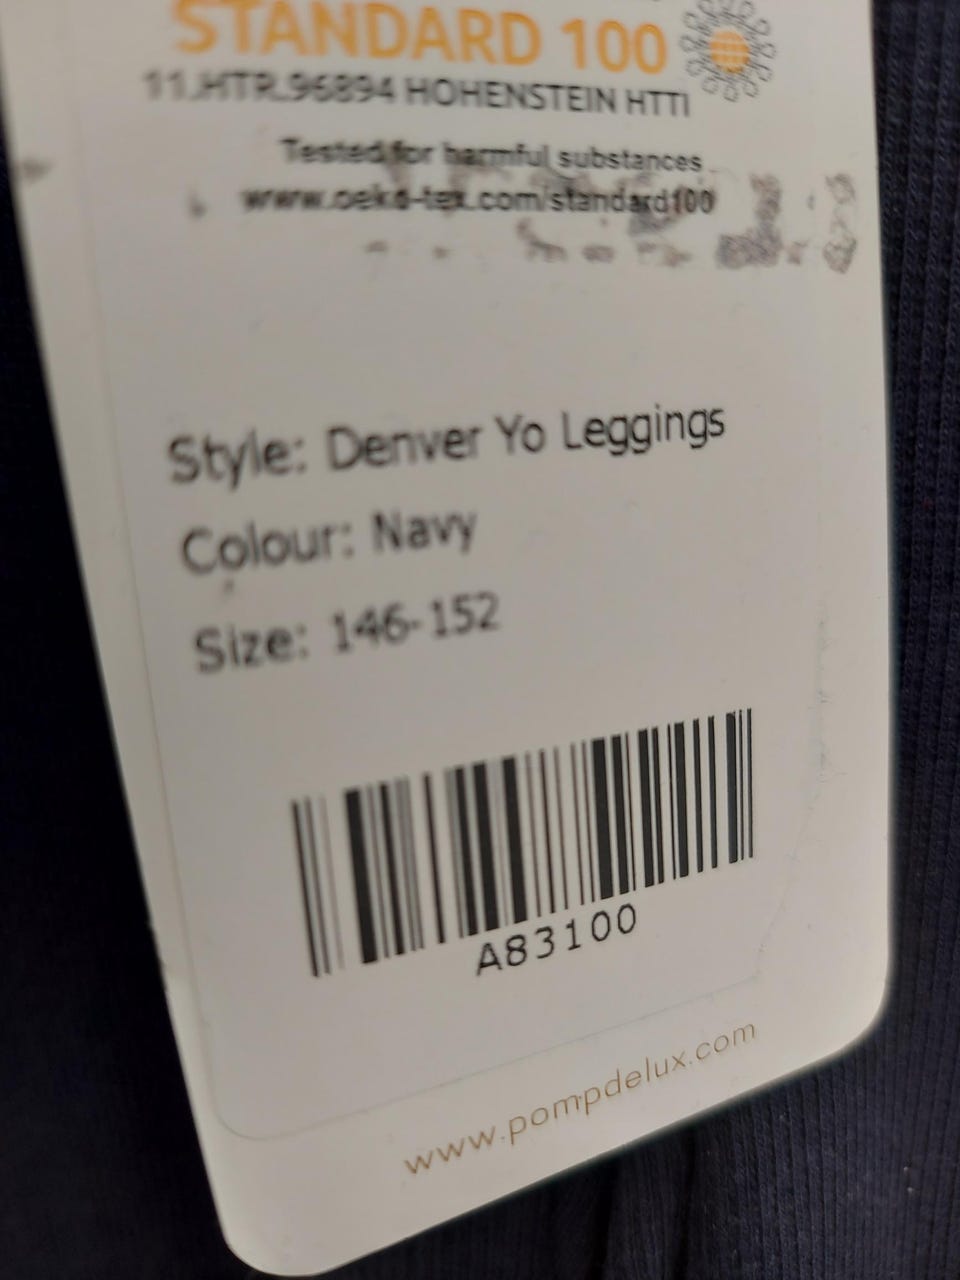 STANDARD 100
11.HTR.96894 HOHENSTEIN HTTI
Tested for harmful substances
www.oeko-tex.com/standard100
Style: Denver Yo Leggings
Colour: Navy
Size: 146-152
A83100
www.pompdelux.com